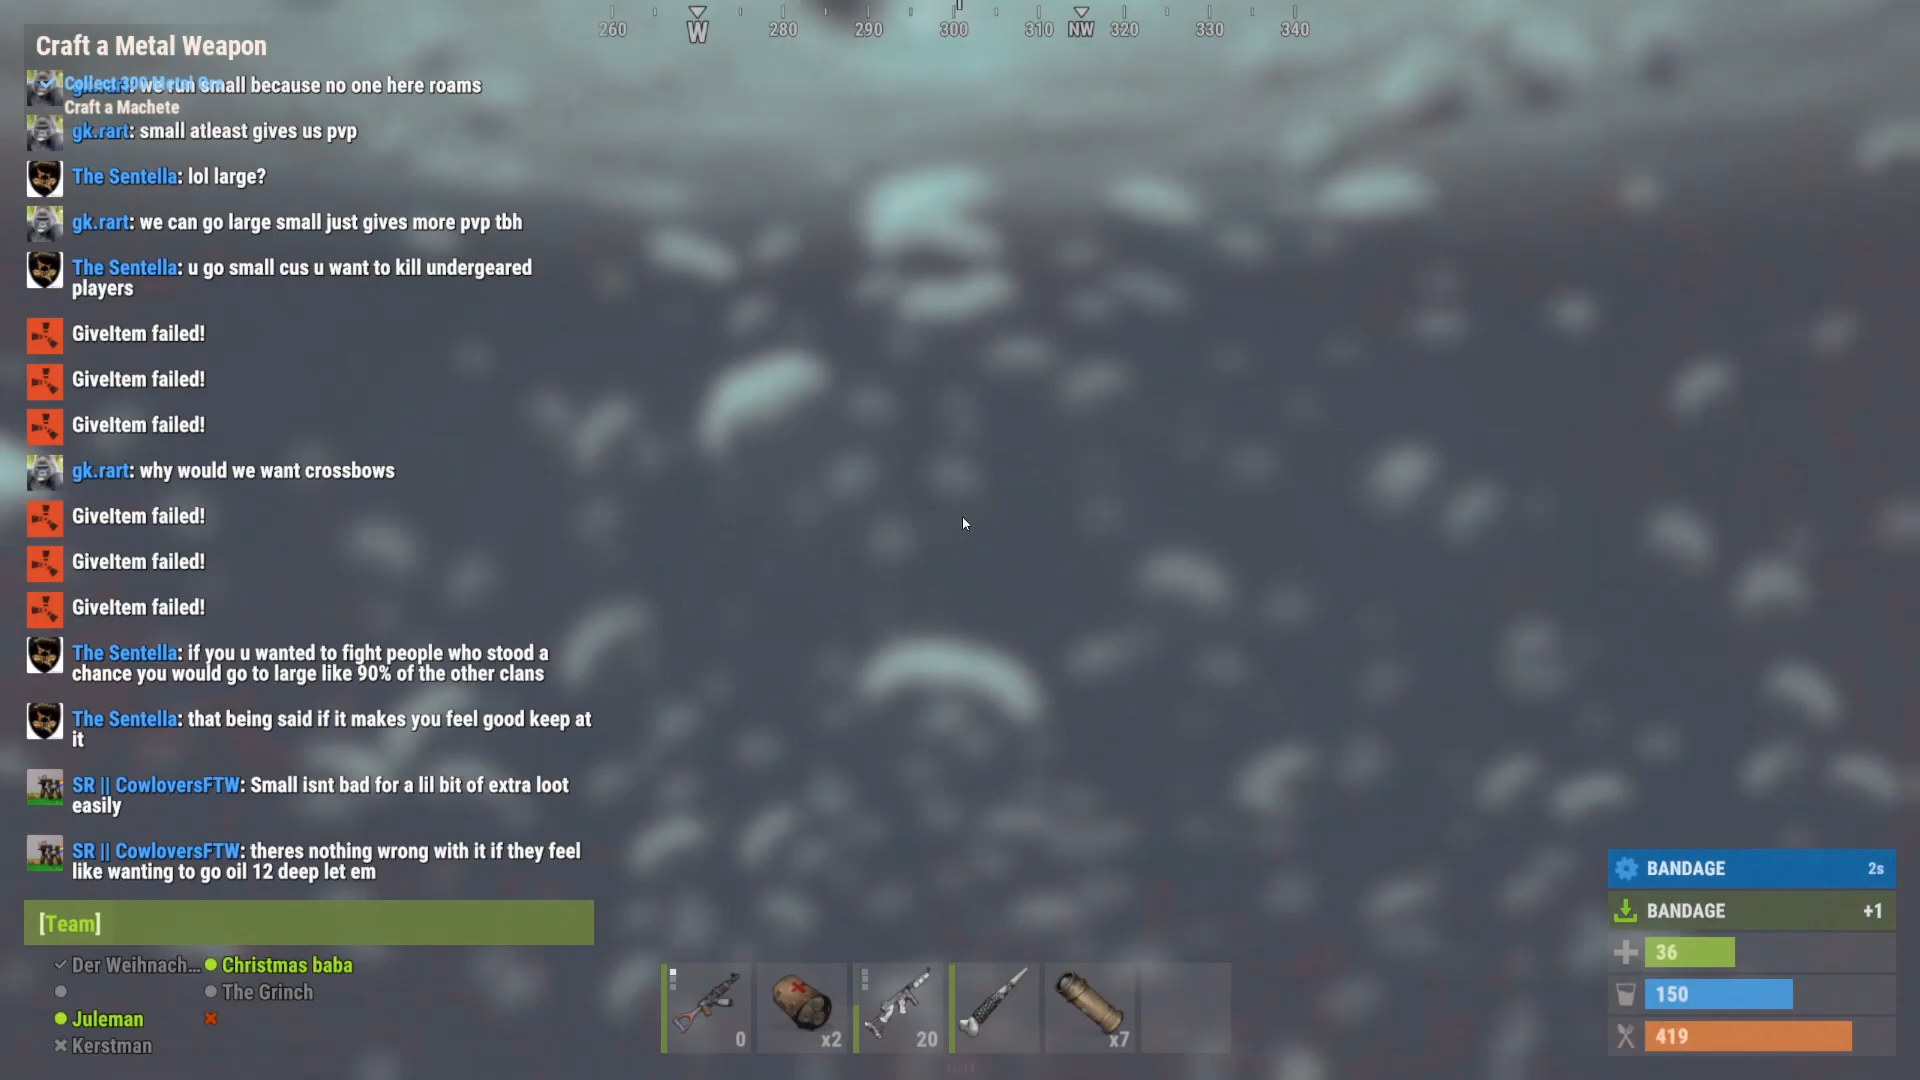 260 W 280 290 300 310 NW 320 330 340
Craft a Metal Weapon
Collect 300 Metal Ore
gk.rart: we run small because no one here roams
Craft a Machete
gk.rart: small atleast gives us pvp
The Sentella: lol large?
gk.rart: we can go large small just gives more pvp tbh
The Sentella: u go small cus u want to kill undergeared
players
GiveItem failed!
GiveItem failed!
GiveItem failed!
gk.rart: why would we want crossbows
GiveItem failed!
GiveItem failed!
GiveItem failed!
The Sentella: if you u wanted to fight people who stood a
chance you would go to large like 90% of the other clans
The Sentella: that being said if it makes you feel good keep at
it
SR || CowloversFTW: Small isnt bad for a lil bit of extra loot
easily
SR || CowloversFTW: theres nothing wrong with it if they feel
like wanting to go oil 12 deep let em
[Team]
Der Weihnach... Christmas baba
The Grinch
Juleman
Kerstman
0 x2 20 x7
BANDAGE 2s
BANDAGE +1
36
150
419